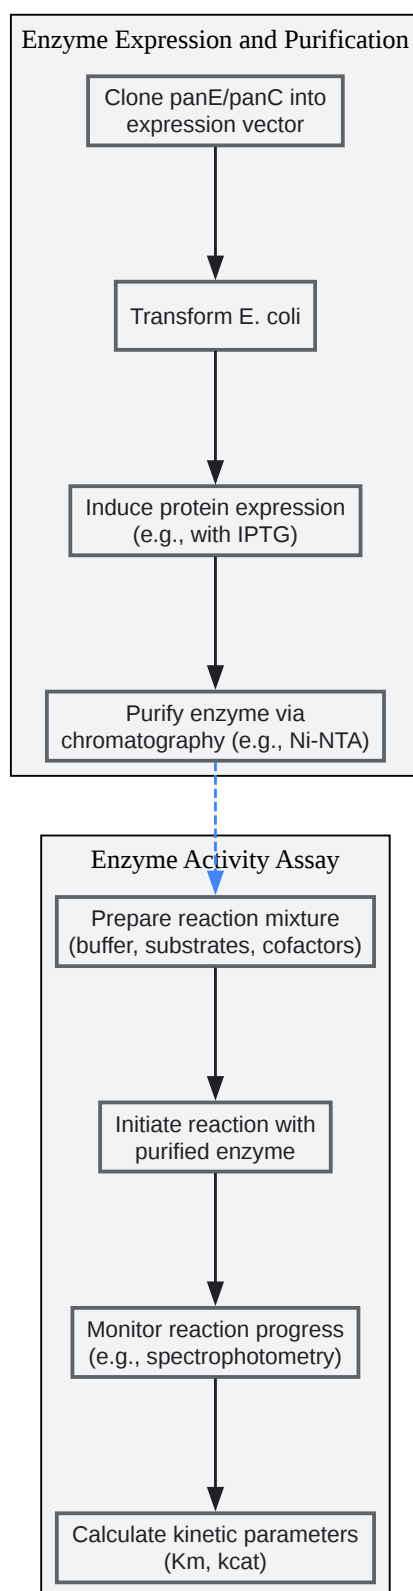 Enzyme Expression and Purification
Clone panE/panC into
expression vector
Transform E. coli
Induce protein expression
(e.g., with IPTG)
Purify enzyme via
chromatography (e.g., Ni-NTA)
Enzyme Activity Assay
Prepare reaction mixture
(buffer, substrates, cofactors)
Initiate reaction with
purified enzyme
Monitor reaction progress
(e.g., spectrophotometry)
Calculate kinetic parameters
(Km, kcat)